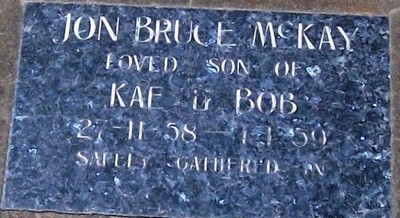 JON BRUCE McKAY
LOVED SON OF
KAE & BOB
27-11-58 — 1-1-59
SAFELY GATHERED IN